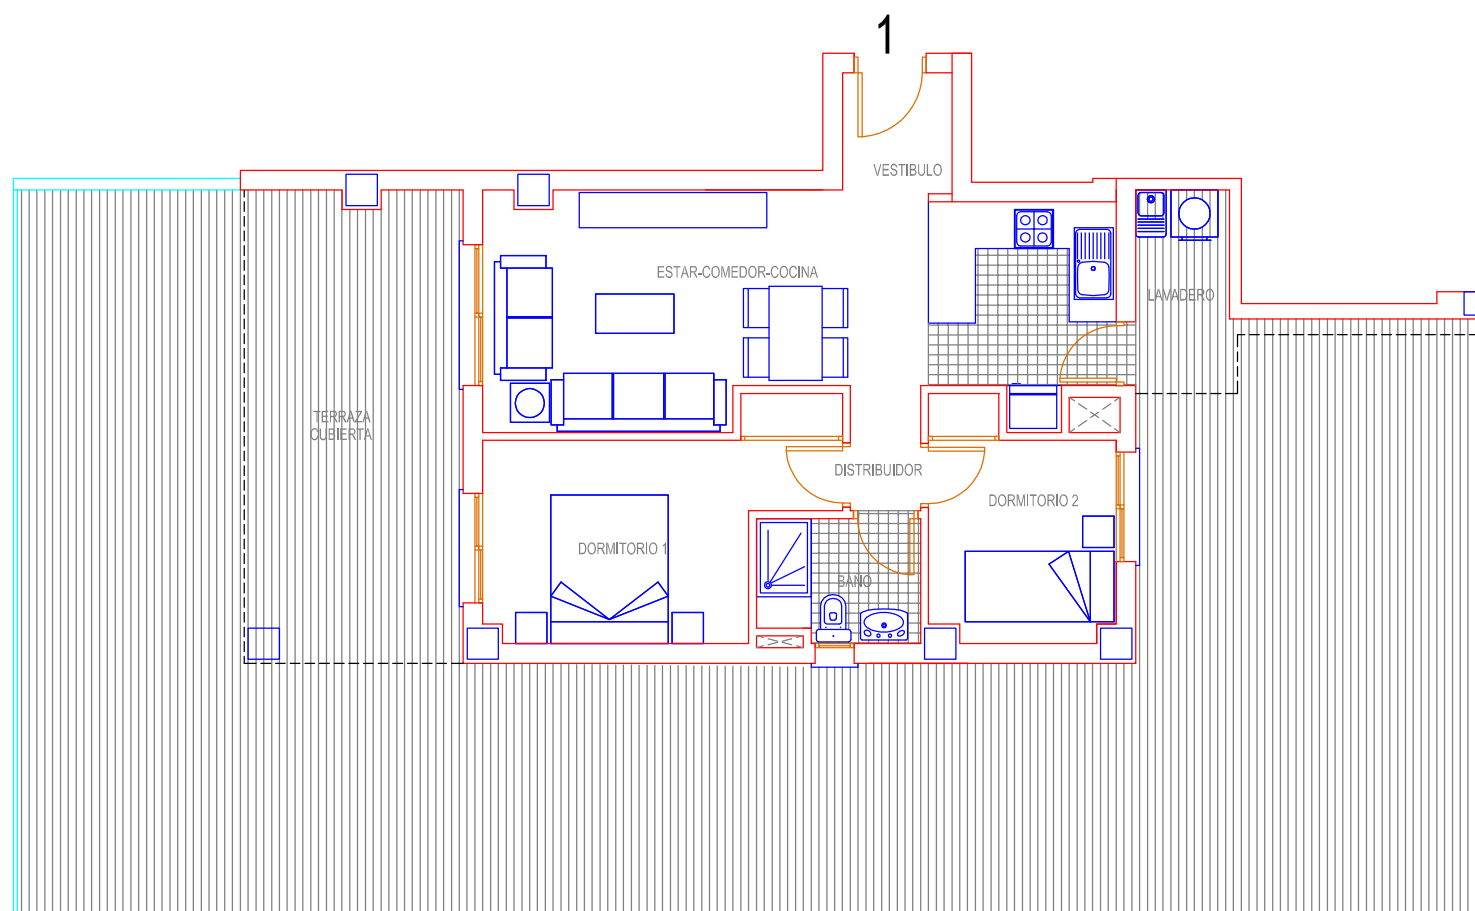 1
VESTIBULO
ESTAR-COMEDOR-COCINA
LAVADERO
TERRAZA
CUBIERTA
DISTRIBUIDOR
DORMITORIO 2
DORMITORIO 1
BAÑO